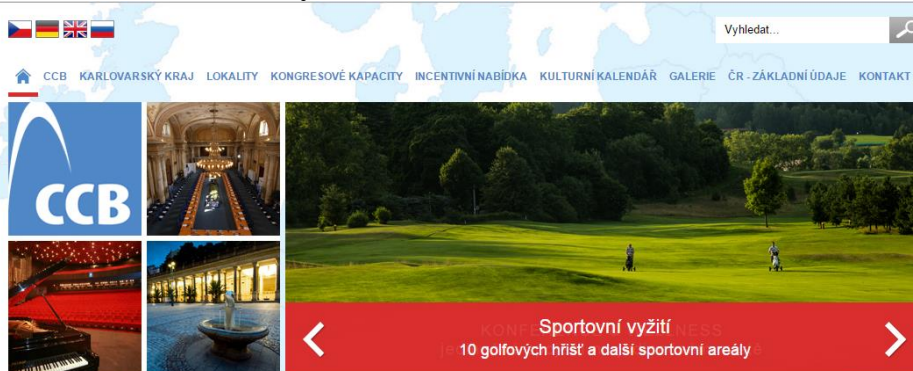 Vyhledat...
CCB KARLOVARSKÝ KRAJ LOKALITY KONGRESOVÉ KAPACITY INCENTIVNÍ NABÍDKA KULTURNÍ KALENDÁŘ GALERIE ČR - ZÁKLADNÍ ÚDAJE KONTAKT
CCB
Sportovní vyžití
10 golfových hřišť a další sportovní areály